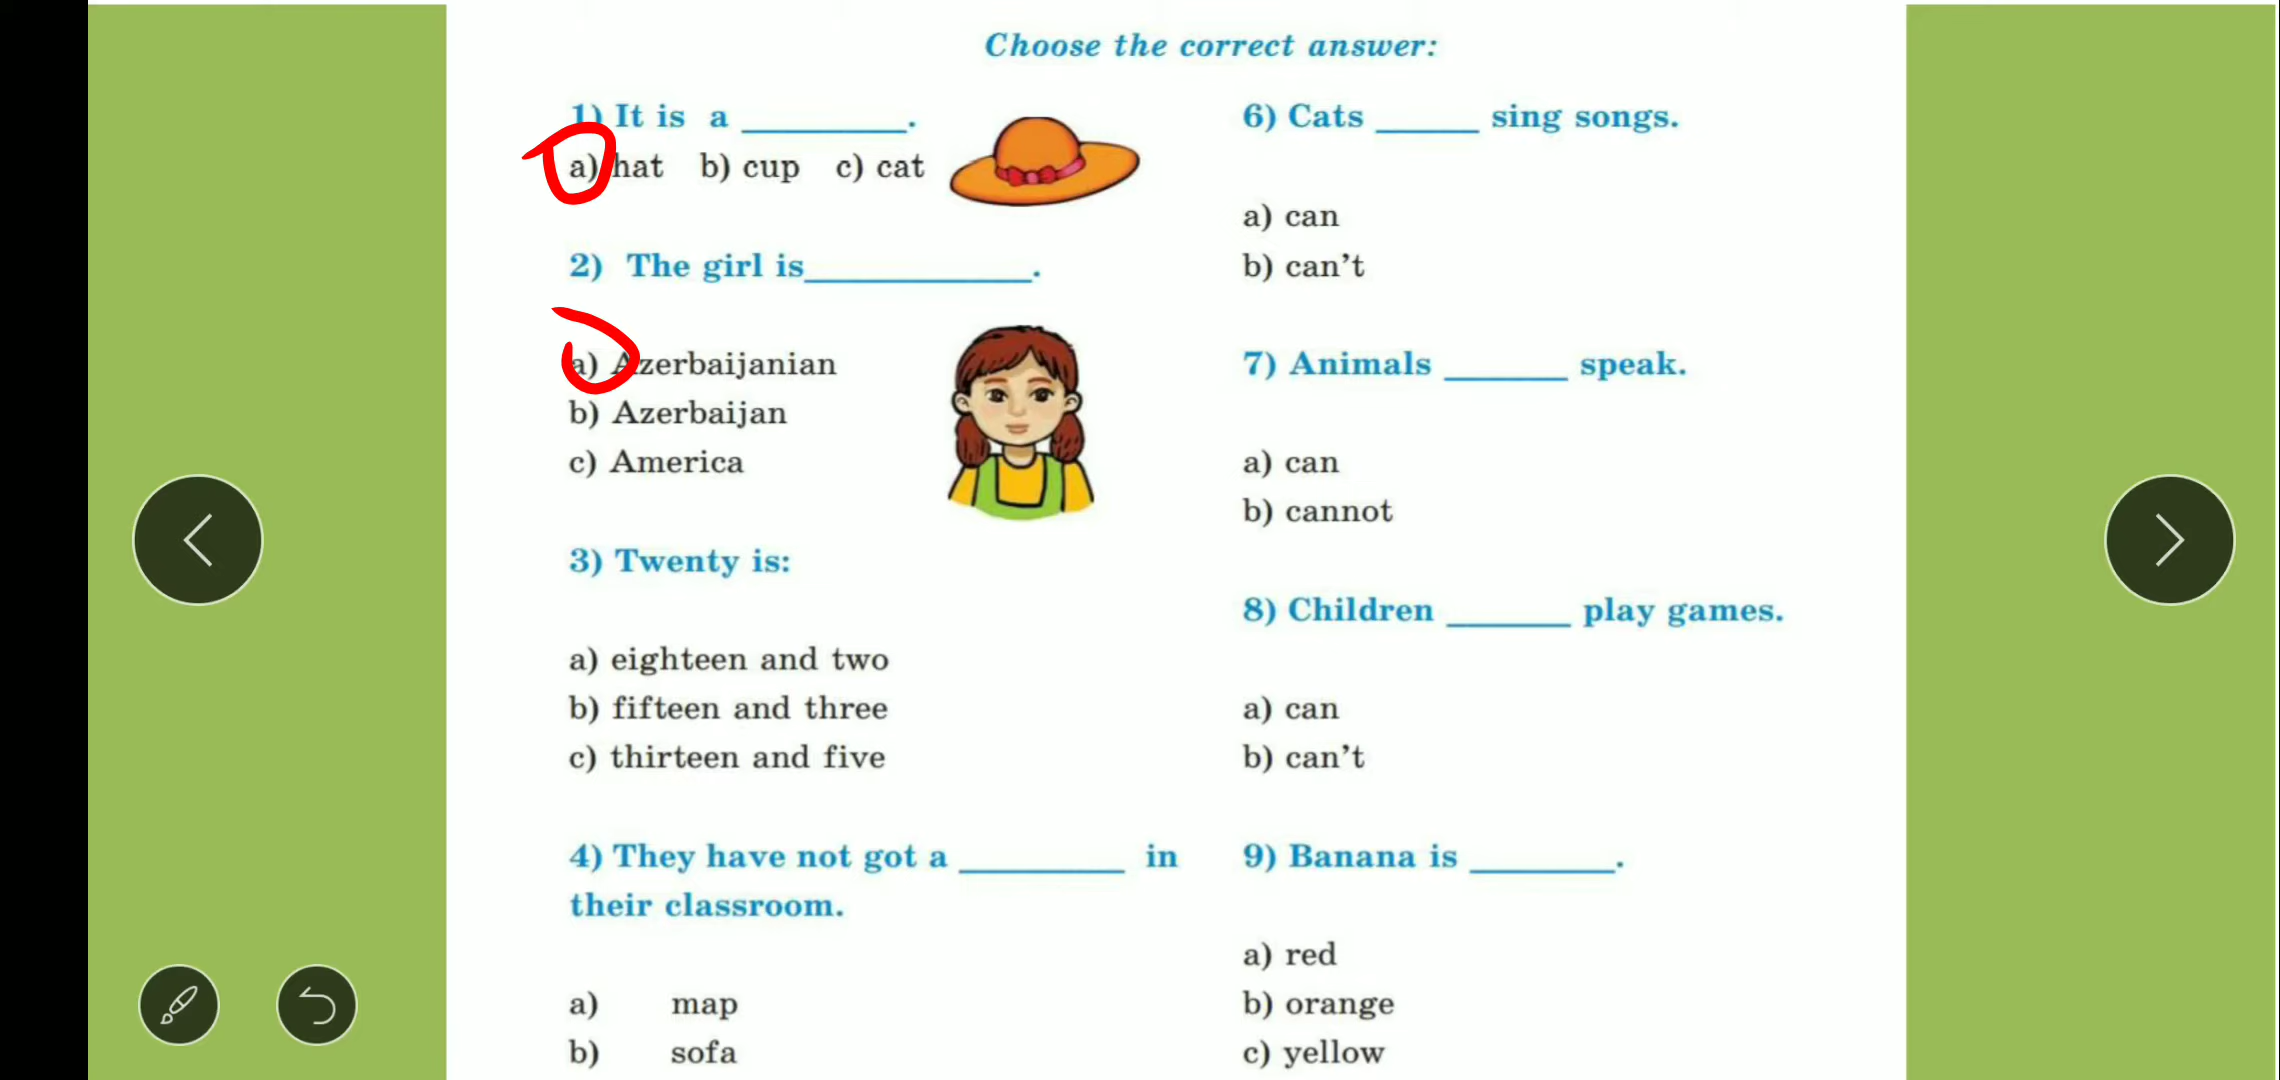 Choose the correct answer:
1) It is a ________.
a) hat b) cup c) cat
2) The girl is___________.
a) Azerbaijanian
b) Azerbaijan
c) America
3) Twenty is:
a) eighteen and two
b) fifteen and three
c) thirteen and five
4) They have not got a ________ in
their classroom.
a) map
b) sofa
6) Cats _____ sing songs.
a) can
b) can’t
7) Animals ______ speak.
a) can
b) cannot
8) Children ______ play games.
a) can
b) can’t
9) Banana is _______.
a) red
b) orange
c) yellow